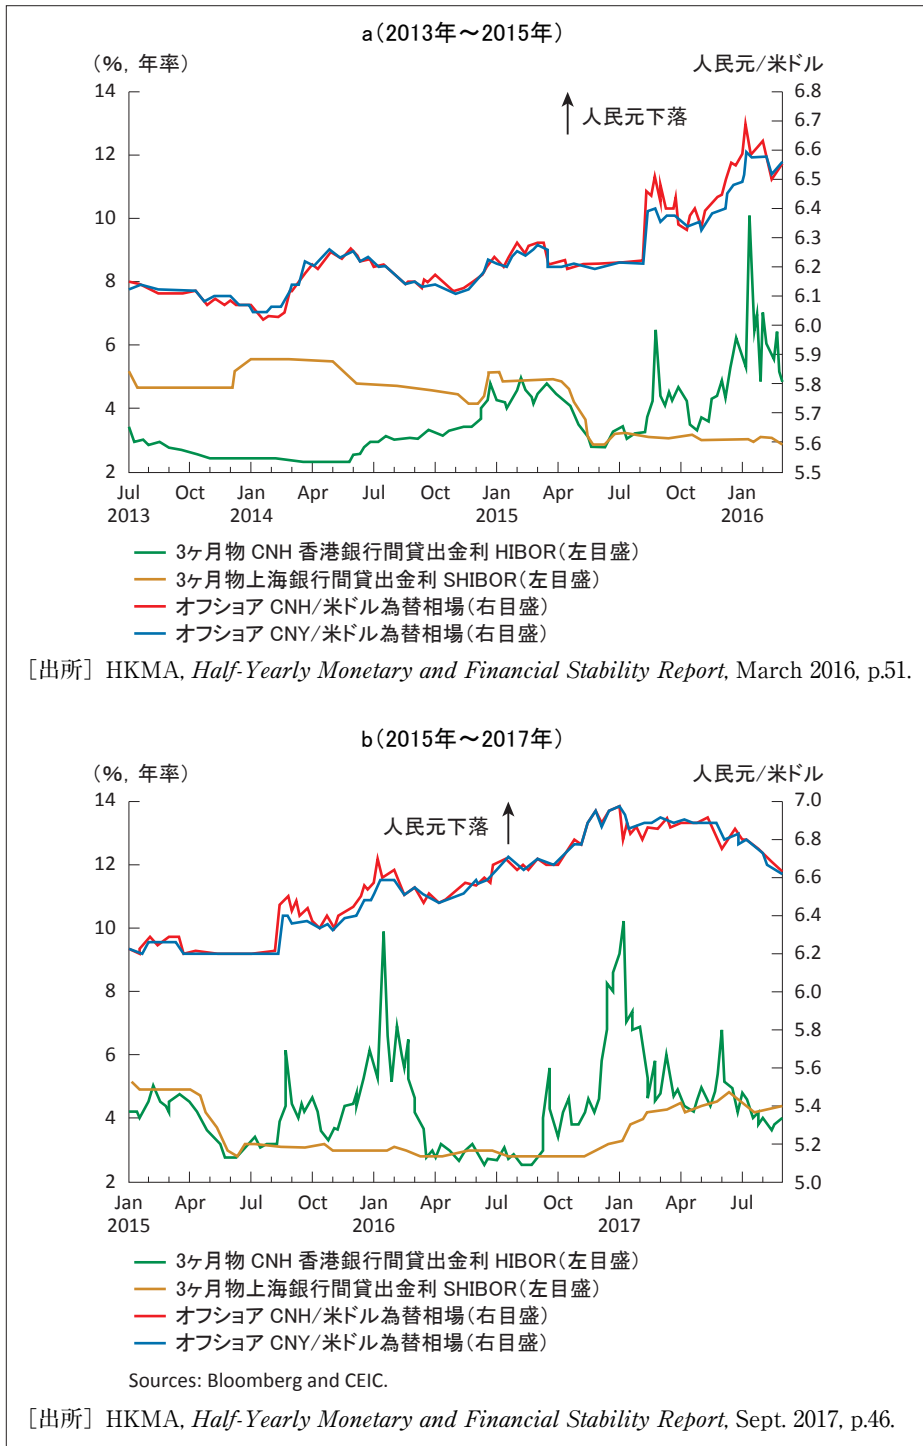 a（2013年～2015年）
（％，年率）
人民元/米ドル
人民元下落
14
12
10
8
6
4
2
6.8
6.7
6.6
6.5
6.4
6.3
6.2
6.1
6.0
5.9
5.8
5.7
5.6
5.5
Jul Oct Jan Apr Jul Oct Jan Apr Jul Oct Jan
2013 2014 2015 2016
3ヶ月物 CNH 香港銀行間貸出金利 HIBOR（左目盛）
3ヶ月物上海銀行間貸出金利 SHIBOR（左目盛）
オフショア CNH/米ドル為替相場（右目盛）
オフショア CNY/米ドル為替相場（右目盛）
［出所］ HKMA, Half-Yearly Monetary and Financial Stability Report, March 2016, p.51.
b（2015年～2017年）
（％，年率）
人民元/米ドル
人民元下落
14
12
10
8
6
4
2
7.0
6.8
6.6
6.4
6.2
6.0
5.8
5.6
5.4
5.2
5.0
Jan Apr Jul Oct Jan Apr Jul Oct Jan Apr Jul
2015 2016 2017
3ヶ月物 CNH 香港銀行間貸出金利 HIBOR（左目盛）
3ヶ月物上海銀行間貸出金利 SHIBOR（左目盛）
オフショア CNH/米ドル為替相場（右目盛）
オフショア CNY/米ドル為替相場（右目盛）
Sources: Bloomberg and CEIC.
［出所］ HKMA, Half-Yearly Monetary and Financial Stability Report, Sept. 2017, p.46.